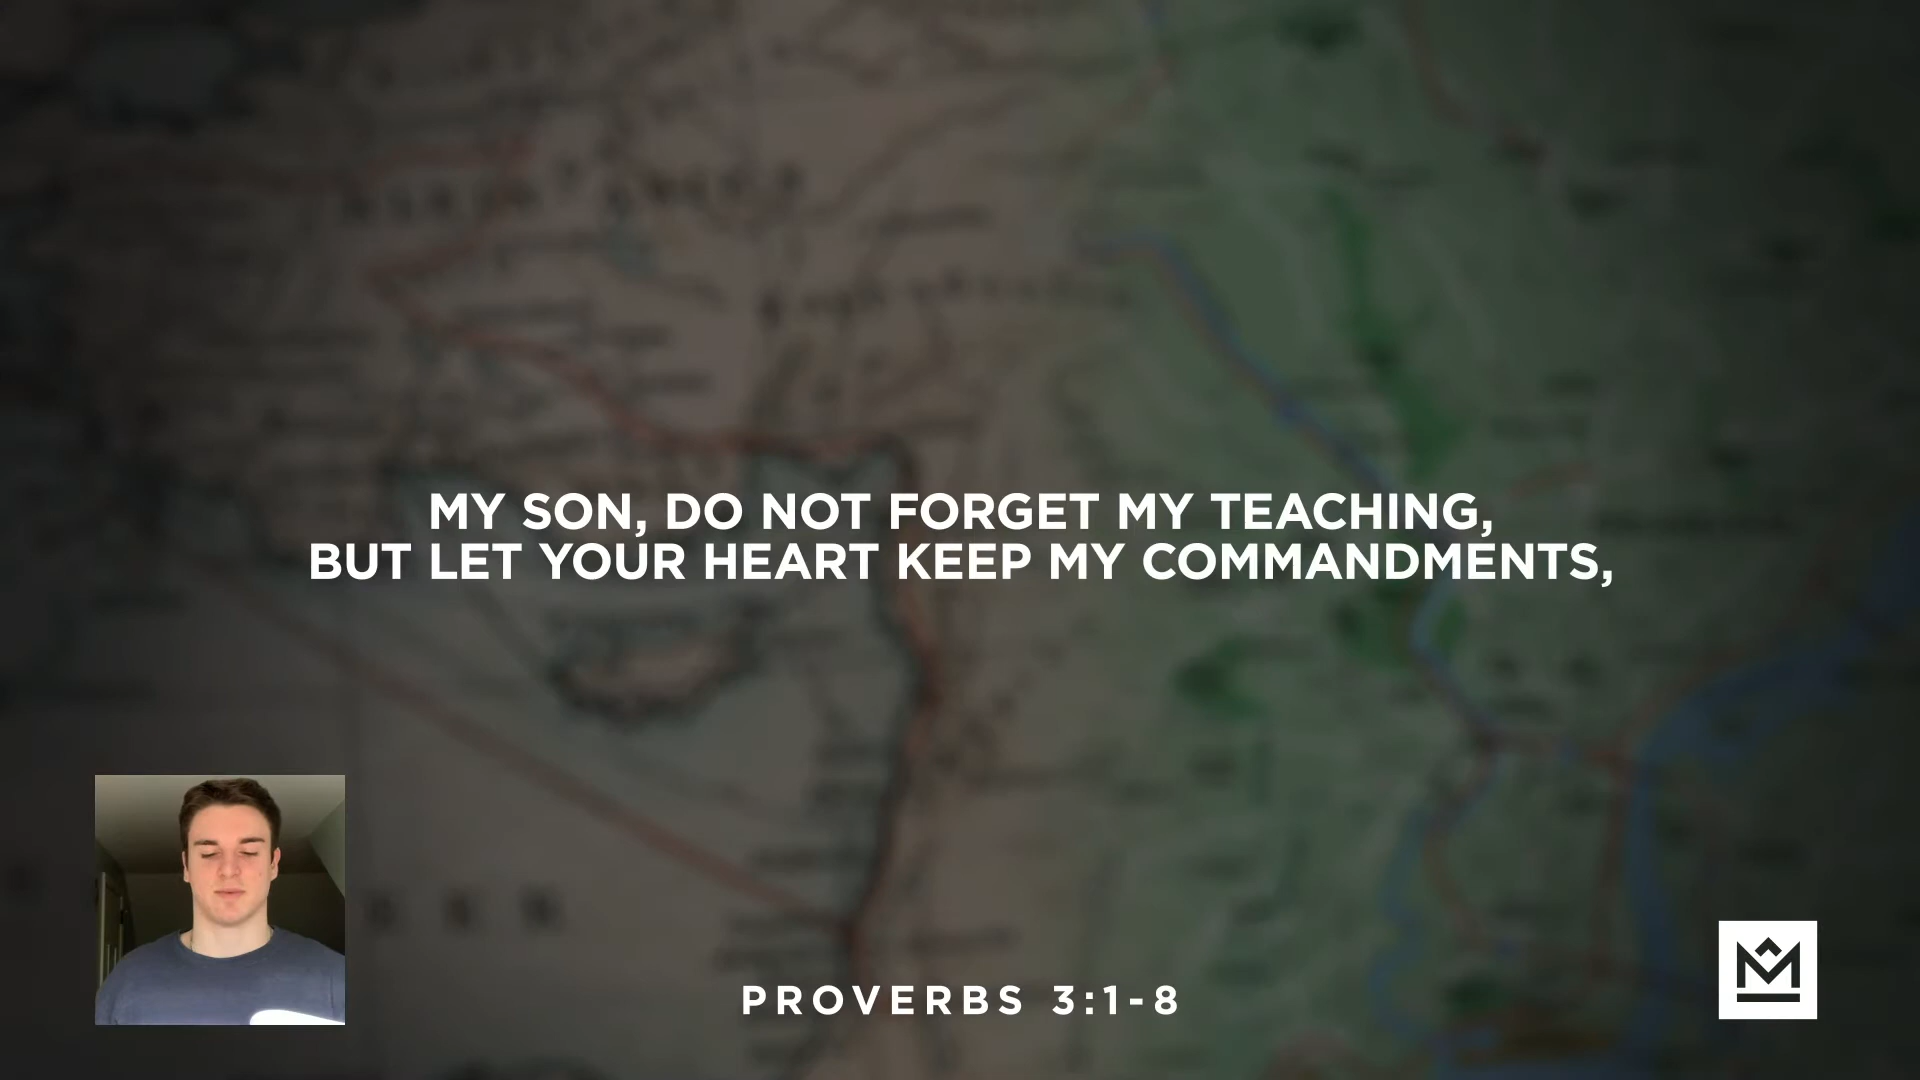 MY SON, DO NOT FORGET MY TEACHING,
BUT LET YOUR HEART KEEP MY COMMANDMENTS,
PROVERBS 3:1-8